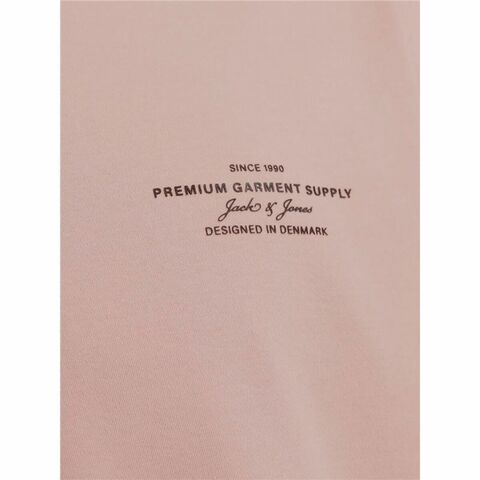 SINCE 1990
PREMIUM GARMENT SUPPLY
Jack & Jones
DESIGNED IN DENMARK